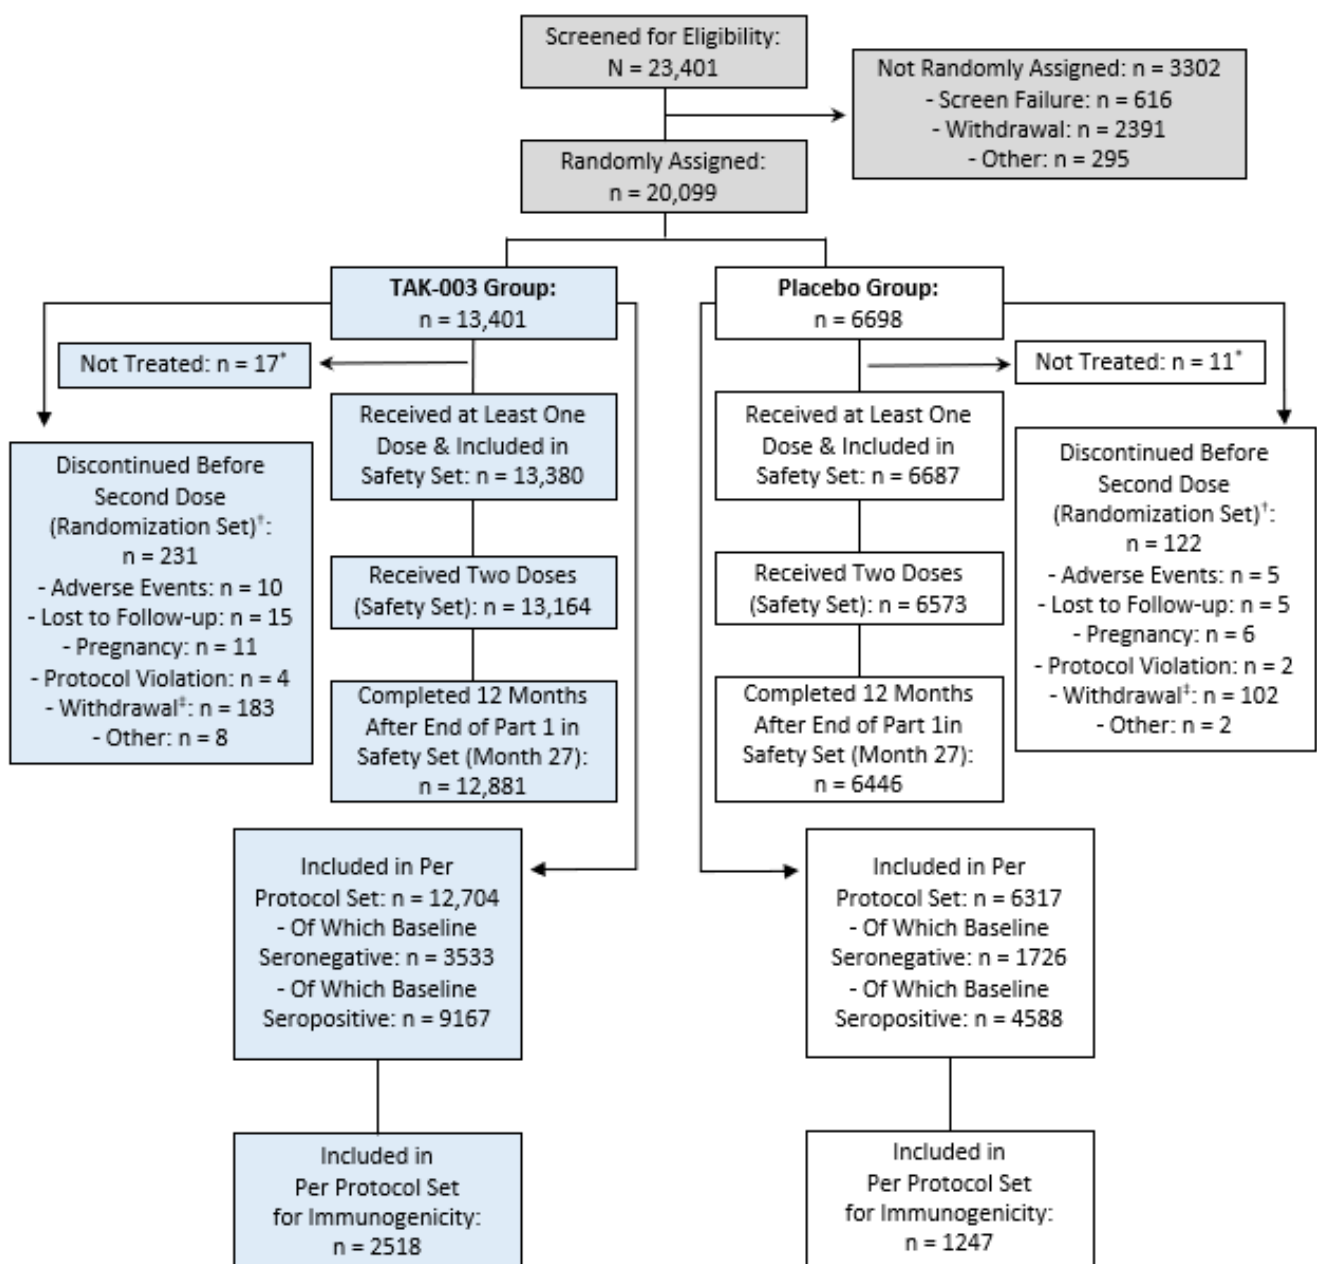 Screened for Eligibility:
N = 23,401
Not Randomly Assigned: n = 3302
- Screen Failure: n = 616
- Withdrawal: n = 2391
- Other: n = 295
Randomly Assigned:
n = 20,099
TAK-003 Group:
n = 13,401
Placebo Group:
n = 6698
Not Treated: n = 17*
Not Treated: n = 11*
Received at Least One
Dose & Included in
Safety Set: n = 13,380
Received at Least One
Dose & Included in
Safety Set: n = 6687
Discontinued Before
Second Dose
(Randomization Set)†:
n = 231
- Adverse Events: n = 10
- Lost to Follow-up: n = 15
- Pregnancy: n = 11
- Protocol Violation: n = 4
- Withdrawal‡: n = 183
- Other: n = 8
Discontinued Before
Second Dose
(Randomization Set)†:
n = 122
- Adverse Events: n = 5
- Lost to Follow-up: n = 5
- Pregnancy: n = 6
- Protocol Violation: n = 2
- Withdrawal‡: n = 102
- Other: n = 2
Received Two Doses
(Safety Set): n = 13,164
Received Two Doses
(Safety Set): n = 6573
Completed 12 Months
After End of Part 1 in
Safety Set (Month 27):
n = 12,881
Completed 12 Months
After End of Part 1in
Safety Set (Month 27):
n = 6446
Included in Per
Protocol Set: n = 12,704
- Of Which Baseline
Seronegative: n = 3533
- Of Which Baseline
Seropositive: n = 9167
Included in Per
Protocol Set: n = 6317
- Of Which Baseline
Seronegative: n = 1726
- Of Which Baseline
Seropositive: n = 4588
Included in
Per Protocol Set
for Immunogenicity:
n = 2518
Included in
Per Protocol Set
for Immunogenicity:
n = 1247